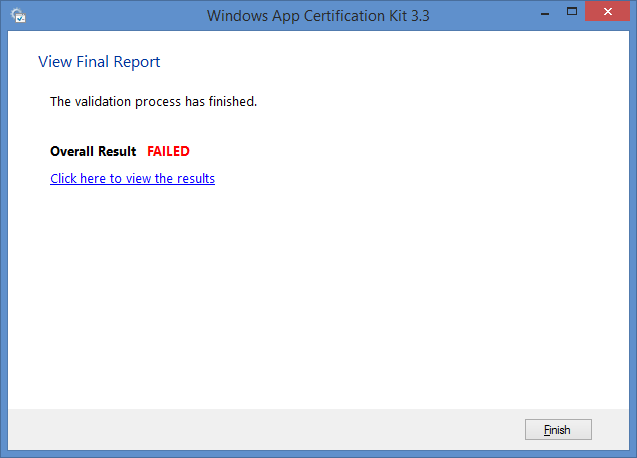 Windows App Certification Kit 3.3
View Final Report
The validation process has finished.
Overall Result FAILED
Click here to view the results
Finish